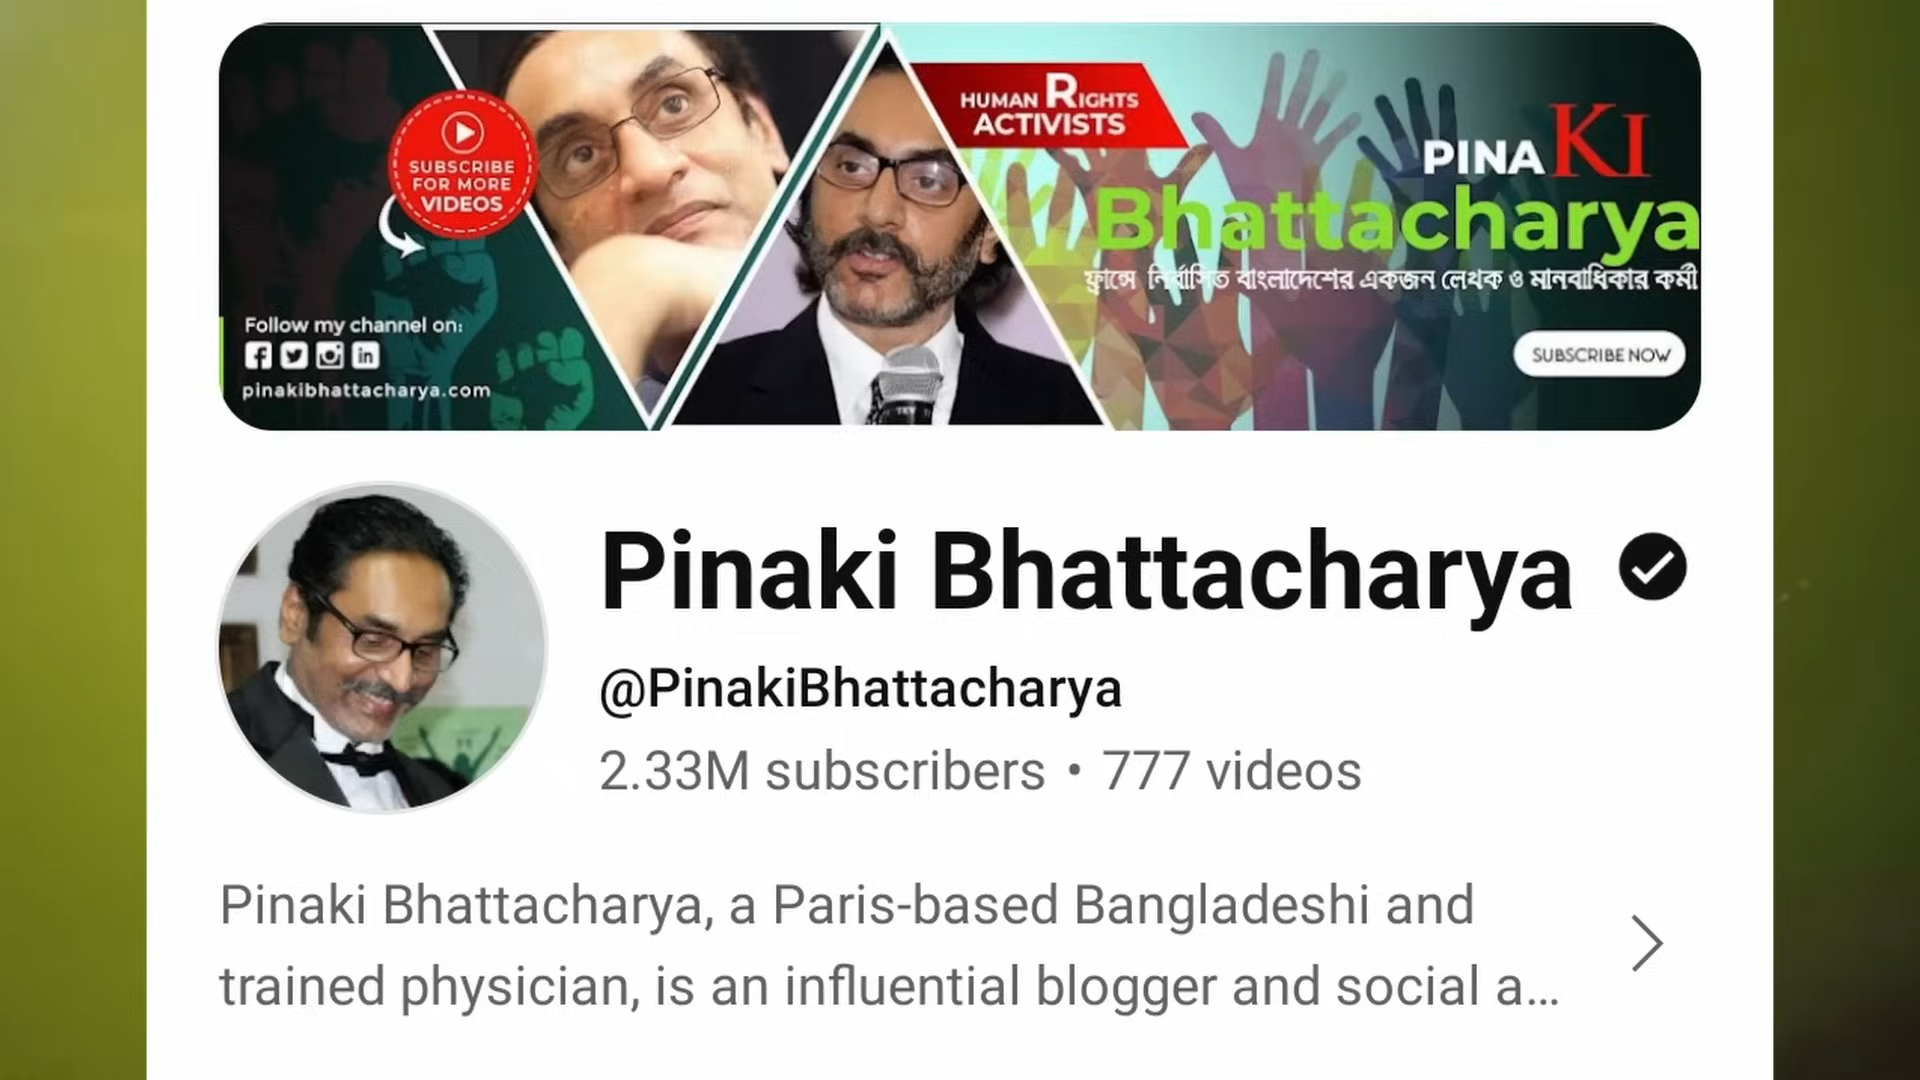 SUBSCRIBE
FOR MORE
VIDEOS
Follow my channel on:
pinakibhattacharya.com
HUMAN RIGHTS
ACTIVISTS
PINAKI
Bhattacharya
ফ্রান্সে নির্বাসিত বাংলাদেশের একজন লেখক ও মানবাধিকার কর্মী
SUBSCRIBE NOW
Pinaki Bhattacharya
@PinakiBhattacharya
2.33M subscribers • 777 videos
Pinaki Bhattacharya, a Paris-based Bangladeshi and
trained physician, is an influential blogger and social a...